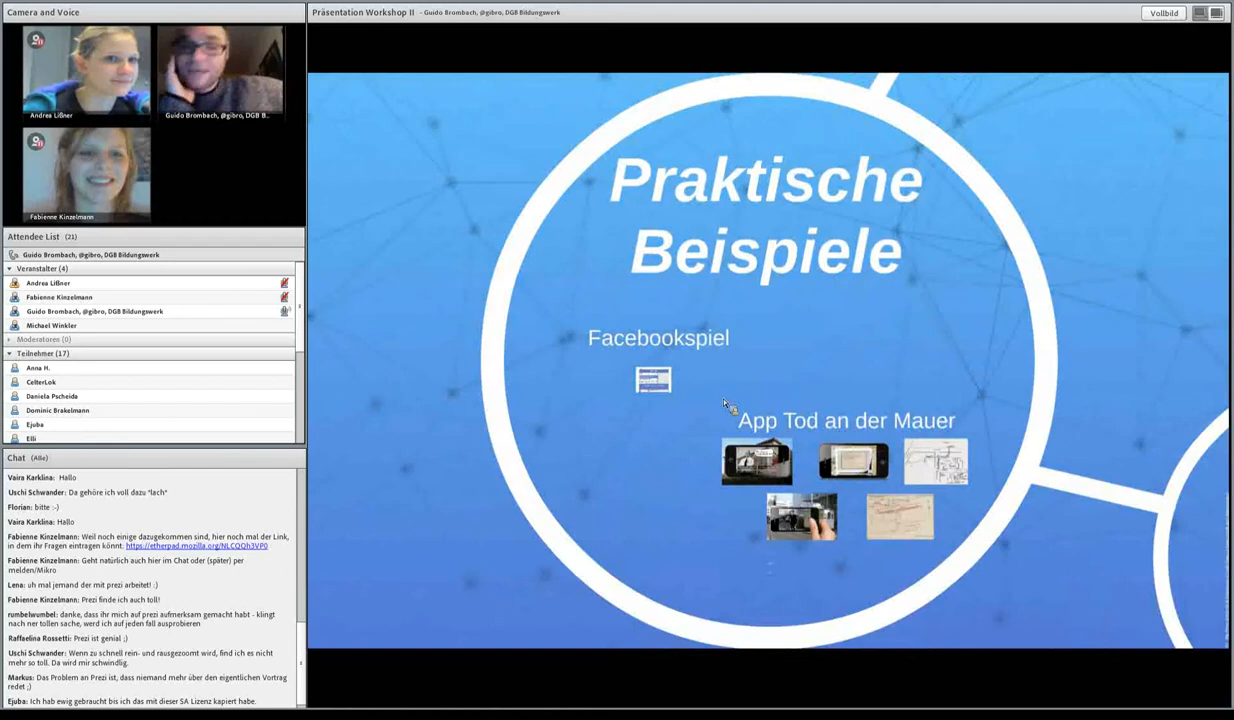 Camera and Voice
Andrea Lißner
Guido Brombach, @gibro, DGB B...
Fabienne Kinzelmann
Attendee List (21)
Guido Brombach, @gibro, DGB Bildungswerk
Veranstalter (4)
Andrea Lißner
Fabienne Kinzelmann
Guido Brombach, @gibro, DGB Bildungswerk
Michael Winkler
Moderatoren (0)
Teilnehmer (17)
Anna H.
CelterLok
Daniela Pscheida
Dominic Brakelmann
Ejuba
Elli
Chat (Alle)
Vaira Karklina: Hallo
Uschi Schwander: Da gehöre ich voll dazu "lach"
Florian: bitte :-)
Vaira Karklina: Hallo
Fabienne Kinzelmann: Weil noch einige dazugekommen sind, hier noch mal der Link,
in dem ihr Fragen eintragen könnt: https://etherpad.mozilla.org/NLCQQh3VP0
Fabienne Kinzelmann: Geht natürlich auch hier im Chat oder (später) per
melden/Mikro
Lena: uh mal jemand der mit prezi arbeitet! :)
Fabienne Kinzelmann: Prezi finde ich auch toll!
rumbelwumbel: danke, dass ihr mich auf prezi aufmerksam gemacht habt - klingt
nach ner tollen sache, werd ich auf jeden fall ausprobieren
Raffaelina Rossetti: Prezi ist genial ;)
Uschi Schwander: Wenn zu schnell rein- und rausgezoomt wird, find ich es nicht
mehr so toll. Da wird mir schwindlig.
Markus: Das Problem an Prezi ist, dass niemand mehr über den eigentlichen Vortrag
redet ;)
Ejuba: Ich hab ewig gebraucht bis ich das mit dieser SA Lizenz kapiert habe.
Präsentation Workshop II - Guido Brombach, @gibro, DGB Bildungswerk
Vollbild
Praktische
Beispiele
Facebookspiel
App Tod an der Mauer